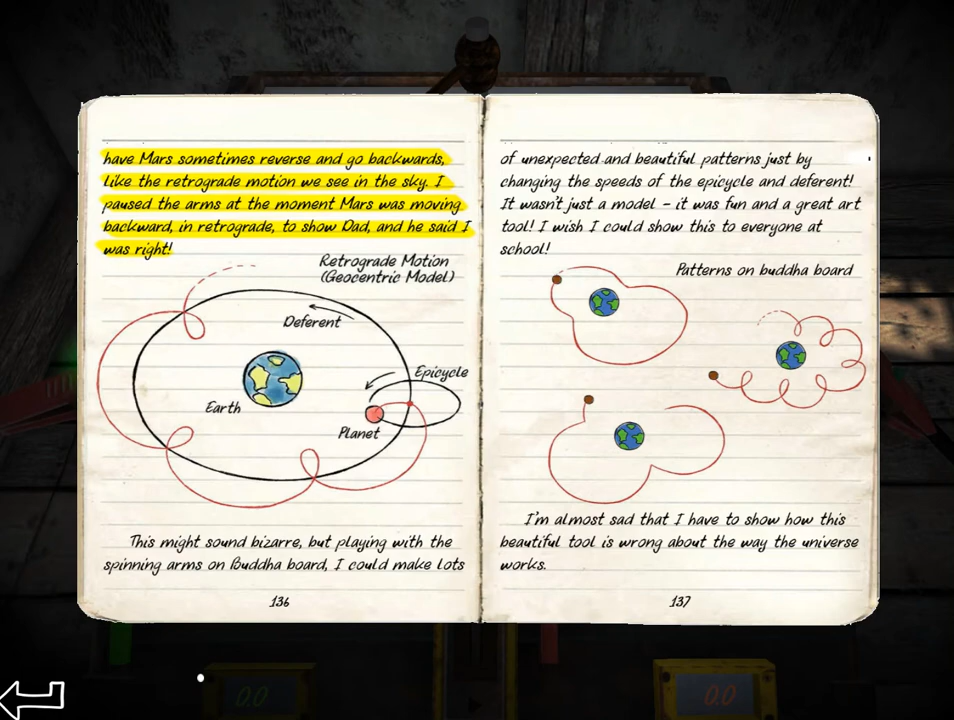 have Mars sometimes reverse and go backwards,
like the retrograde motion we see in the sky. I
paused the arms at the moment Mars was moving
backward, in retrograde, to show Dad, and he said I
was right!
Retrograde Motion
(Geocentric Model)
Deferent
Epicycle
Earth
Planet
This might sound bizarre, but playing with the
spinning arms on Buddha board, I could make lots
136
of unexpected and beautiful patterns just by
changing the speeds of the epicycle and deferent!
It wasn't just a model - it was fun and a great art
tool! I wish I could show this to everyone at
school!
Patterns on buddha board
I'm almost sad that I have to show how this
beautiful tool is wrong about the way the universe
works.
137
0.0
0.0